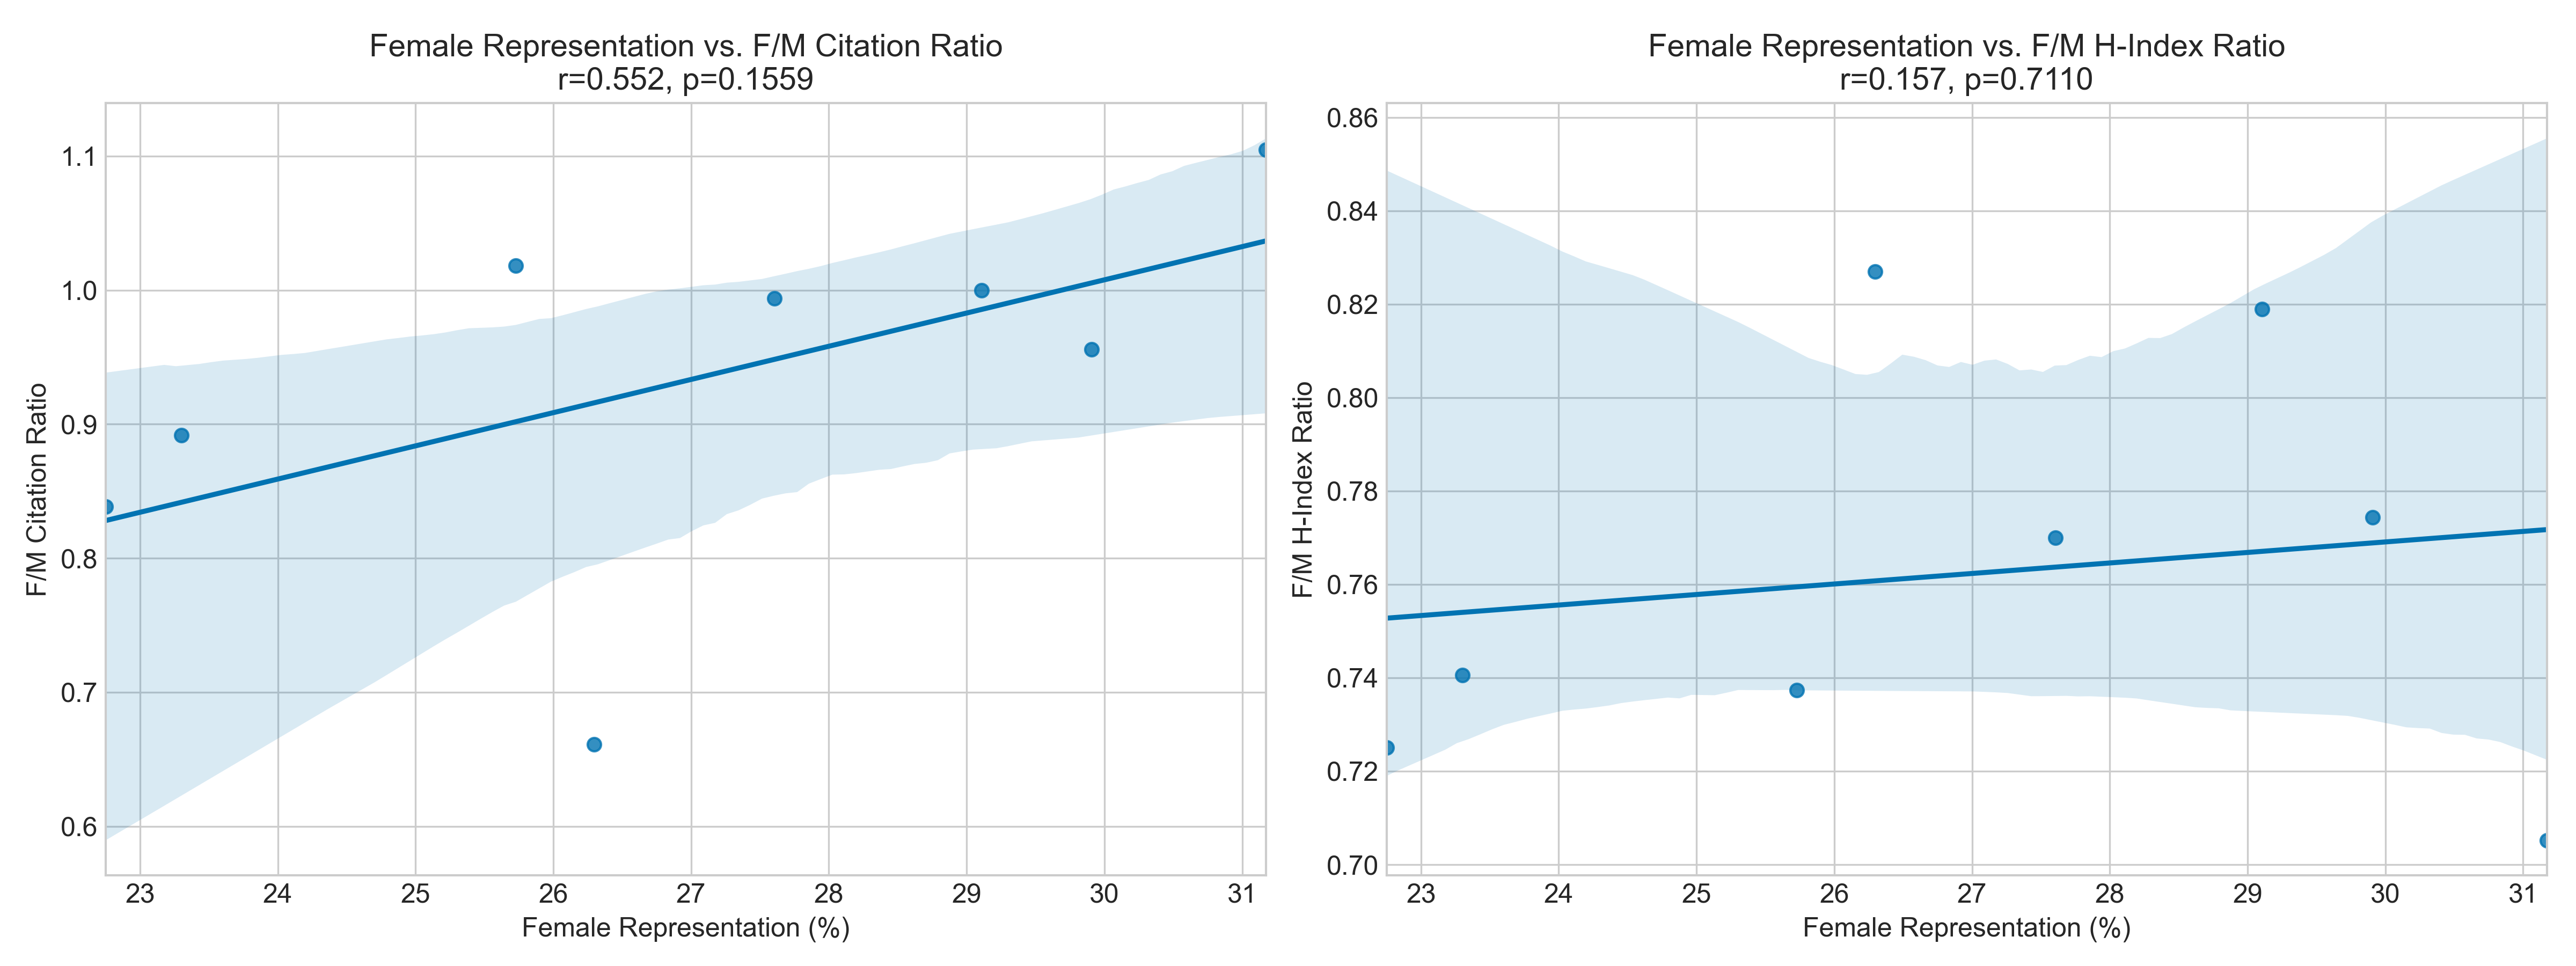 Female Representation vs. F/M Citation Ratio
r=0.552, p=0.1559
F/M Citation Ratio
1.1
1.0
0.9
0.8
0.7
0.6
23 24 25 26 27 28 29 30 31
Female Representation (%)
Female Representation vs. F/M H-Index Ratio
r=0.157, p=0.7110
F/M H-Index Ratio
0.86
0.84
0.82
0.80
0.78
0.76
0.74
0.72
0.70
23 24 25 26 27 28 29 30 31
Female Representation (%)